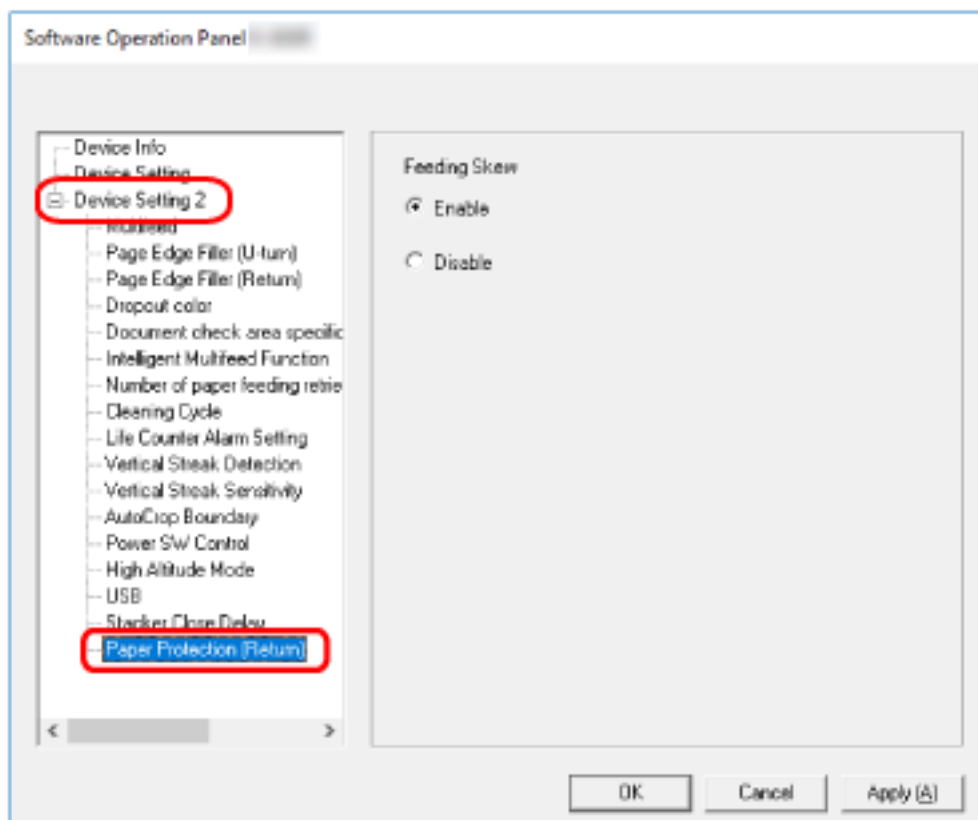 Software Operation Panel
Device Info
Device Setting
Device Setting 2
Multifeed
Page Edge Filler (U-turn)
Page Edge Filler (Return)
Dropout color
Document check area specific
Intelligent Multifeed Function
Number of paper feeding retrie
Cleaning Cycle
Life Counter Alarm Setting
Vertical Streak Detection
Vertical Streak Sensitivity
AutoCrop Boundary
Power SW Control
High Altitude Mode
USB
Stacker Close Delay
Paper Protection (Return)
Feeding Skew
Enable
Disable
OK
Cancel
Apply (A)